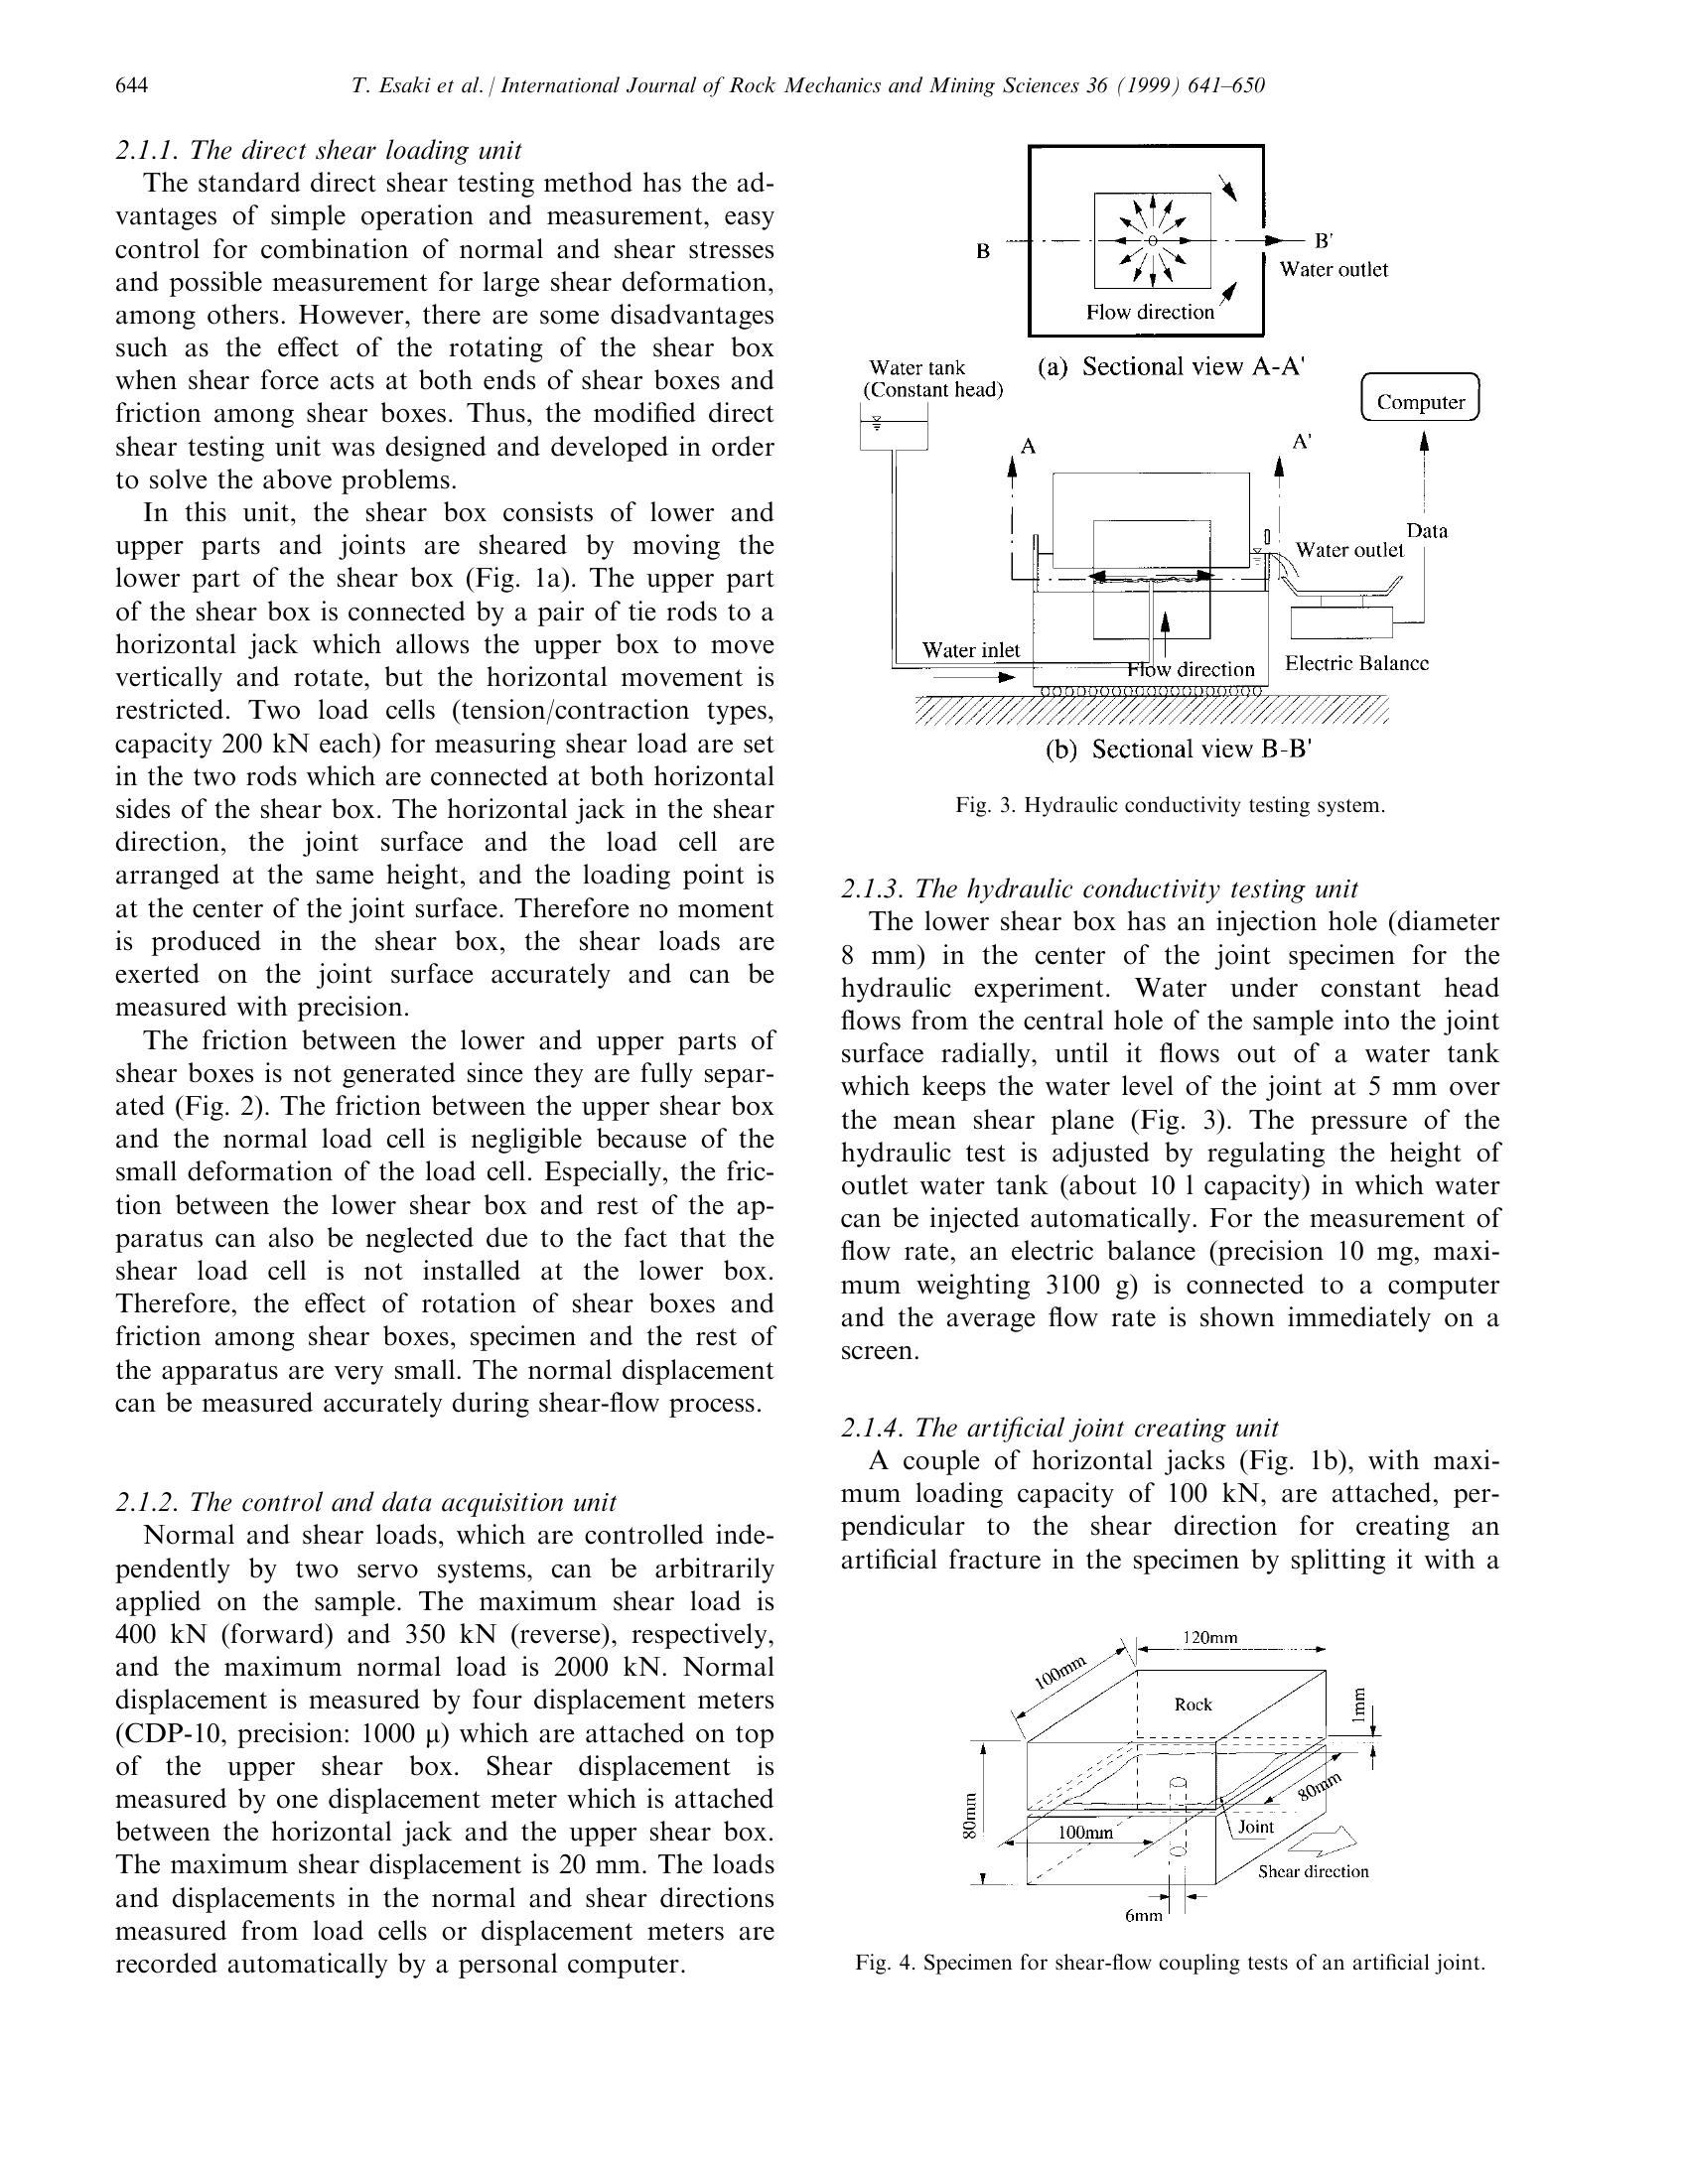 644
T. Esaki et al. / International Journal of Rock Mechanics and Mining Sciences 36 (1999) 641–650
2.1.1. The direct shear loading unit
The standard direct shear testing method has the ad-
vantages of simple operation and measurement, easy
control for combination of normal and shear stresses
and possible measurement for large shear deformation,
among others. However, there are some disadvantages
such as the effect of the rotating of the shear box
when shear force acts at both ends of shear boxes and
friction among shear boxes. Thus, the modified direct
shear testing unit was designed and developed in order
to solve the above problems.
In this unit, the shear box consists of lower and
upper parts and joints are sheared by moving the
lower part of the shear box (Fig. 1a). The upper part
of the shear box is connected by a pair of tie rods to a
horizontal jack which allows the upper box to move
vertically and rotate, but the horizontal movement is
restricted. Two load cells (tension/contraction types,
capacity 200 kN each) for measuring shear load are set
in the two rods which are connected at both horizontal
sides of the shear box. The horizontal jack in the shear
direction, the joint surface and the load cell are
arranged at the same height, and the loading point is
at the center of the joint surface. Therefore no moment
is produced in the shear box, the shear loads are
exerted on the joint surface accurately and can be
measured with precision.
The friction between the lower and upper parts of
shear boxes is not generated since they are fully separ-
ated (Fig. 2). The friction between the upper shear box
and the normal load cell is negligible because of the
small deformation of the load cell. Especially, the fric-
tion between the lower shear box and rest of the ap-
paratus can also be neglected due to the fact that the
shear load cell is not installed at the lower box.
Therefore, the effect of rotation of shear boxes and
friction among shear boxes, specimen and the rest of
the apparatus are very small. The normal displacement
can be measured accurately during shear-flow process.
2.1.2. The control and data acquisition unit
Normal and shear loads, which are controlled inde-
pendently by two servo systems, can be arbitrarily
applied on the sample. The maximum shear load is
400 kN (forward) and 350 kN (reverse), respectively,
and the maximum normal load is 2000 kN. Normal
displacement is measured by four displacement meters
(CDP-10, precision: 1000 μ) which are attached on top
of the upper shear box. Shear displacement is
measured by one displacement meter which is attached
between the horizontal jack and the upper shear box.
The maximum shear displacement is 20 mm. The loads
and displacements in the normal and shear directions
measured from load cells or displacement meters are
recorded automatically by a personal computer.
B
B'
Water outlet
Flow direction
(a) Sectional view A-A'
Water tank
(Constant head)
Computer
A
A'
Data
Water outlet
Water inlet
Flow direction
Electric Balance
(b) Sectional view B-B'
Fig. 3. Hydraulic conductivity testing system.
2.1.3. The hydraulic conductivity testing unit
The lower shear box has an injection hole (diameter
8 mm) in the center of the joint specimen for the
hydraulic experiment. Water under constant head
flows from the central hole of the sample into the joint
surface radially, until it flows out of a water tank
which keeps the water level of the joint at 5 mm over
the mean shear plane (Fig. 3). The pressure of the
hydraulic test is adjusted by regulating the height of
outlet water tank (about 10 l capacity) in which water
can be injected automatically. For the measurement of
flow rate, an electric balance (precision 10 mg, maxi-
mum weighting 3100 g) is connected to a computer
and the average flow rate is shown immediately on a
screen.
2.1.4. The artificial joint creating unit
A couple of horizontal jacks (Fig. 1b), with maxi-
mum loading capacity of 100 kN, are attached, per-
pendicular to the shear direction for creating an
artificial fracture in the specimen by splitting it with a
120mm
100mm
Rock
1mm
80mm
80mm
100mm
Joint
Shear direction
6mm
Fig. 4. Specimen for shear-flow coupling tests of an artificial joint.